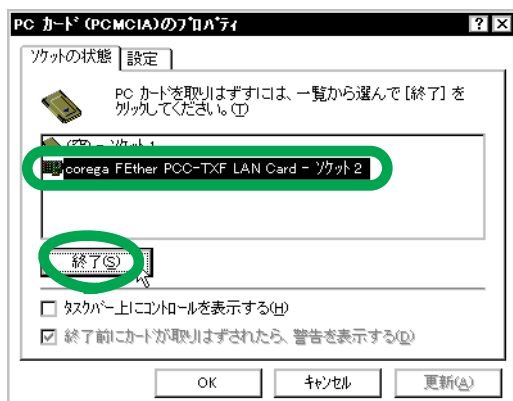 PC ｶｰﾄﾞ (PCMCIA)のﾌﾟﾛﾊﾟﾃｨ
ｿｹｯﾄの状態
設定
PC ｶｰﾄﾞを取りはずすには、一覧から選んで [終了] を
ｸﾘｯｸしてください。(T)
(空) - ｿｹｯﾄ 1
corega FEther PCC-TXF LAN Card - ｿｹｯﾄ 2
終了(S)
ﾀｽｸﾊﾞｰ上にｺﾝﾄﾛｰﾙを表示する(H)
終了前にｶｰﾄﾞが取りはずされたら、警告を表示する(D)
OK
ｷｬﾝｾﾙ
更新(A)